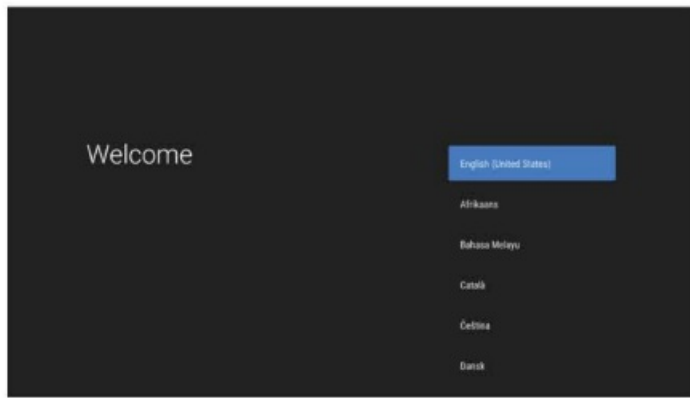 Welcome
English (United States)
Afrikaans
Bahasa Melayu
Català
Čeština
Dansk